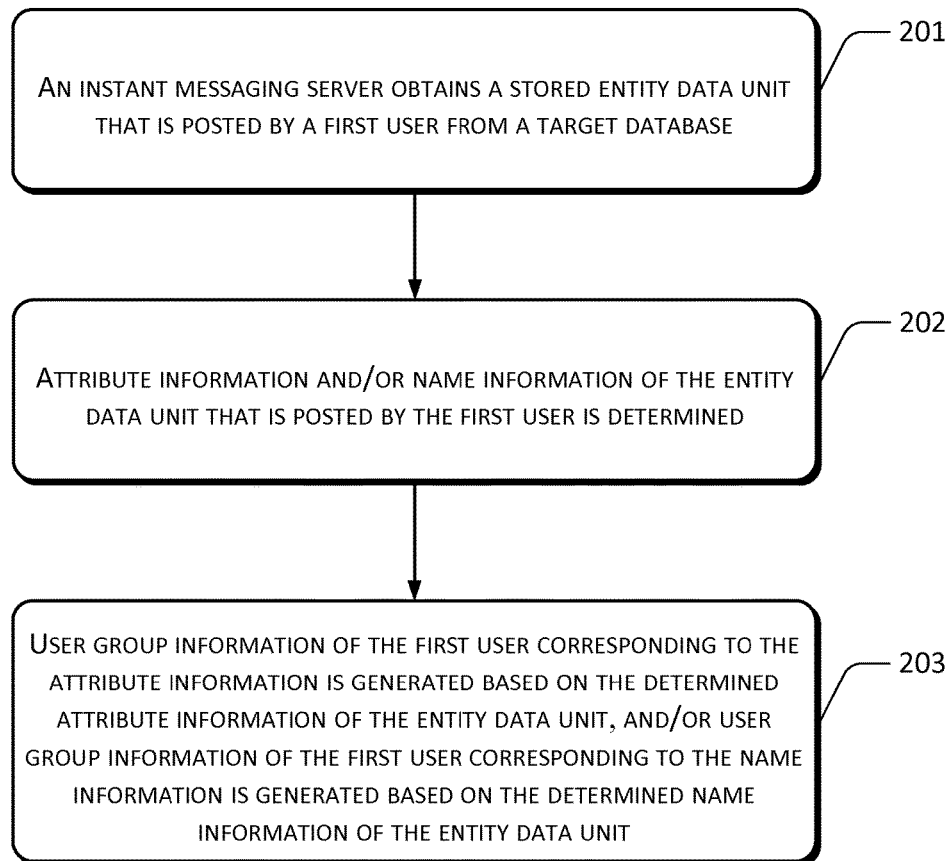 201
AN INSTANT MESSAGING SERVER OBTAINS A STORED ENTITY DATA UNIT
THAT IS POSTED BY A FIRST USER FROM A TARGET DATABASE
202
ATTRIBUTE INFORMATION AND/OR NAME INFORMATION OF THE ENTITY
DATA UNIT THAT IS POSTED BY THE FIRST USER IS DETERMINED
203
USER GROUP INFORMATION OF THE FIRST USER CORRESPONDING TO THE
ATTRIBUTE INFORMATION IS GENERATED BASED ON THE DETERMINED
ATTRIBUTE INFORMATION OF THE ENTITY DATA UNIT, AND/OR USER
GROUP INFORMATION OF THE FIRST USER CORRESPONDING TO THE NAME
INFORMATION IS GENERATED BASED ON THE DETERMINED NAME
INFORMATION OF THE ENTITY DATA UNIT